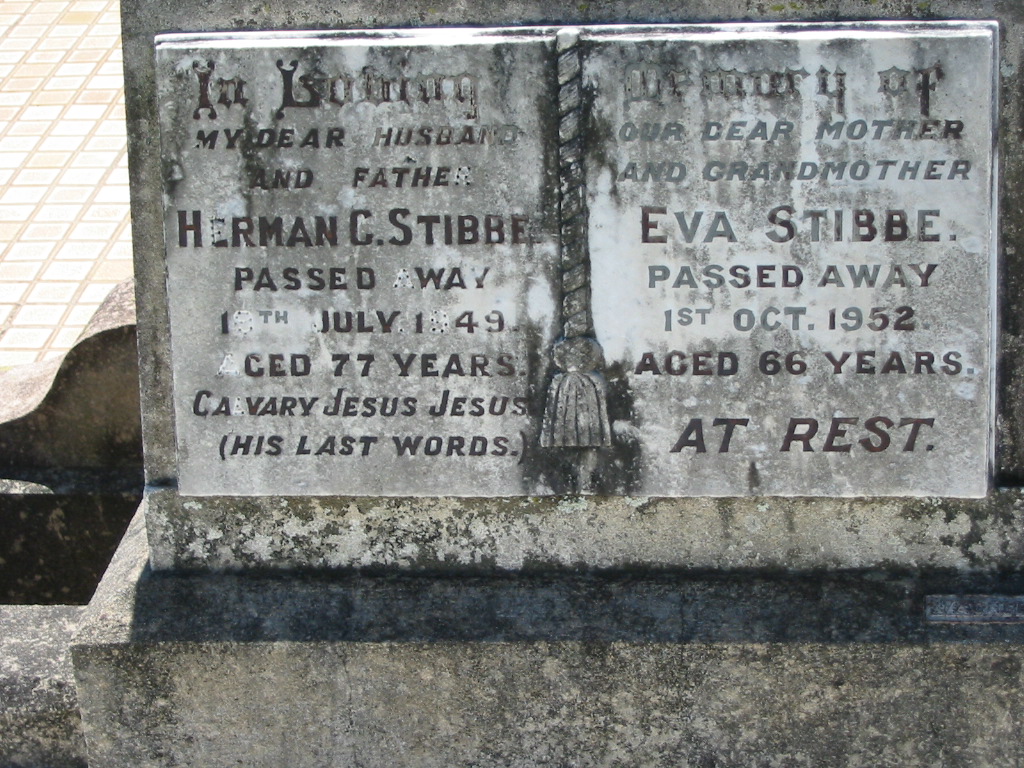 In Loving Memory of
MY DEAR HUSBAND
AND FATHER
HERMAN C. STIBBE
PASSED AWAY
JULY. 1949.
AGED 77 YEARS.
CALVARY JESUS JESUS
(HIS LAST WORDS.)
OUR DEAR MOTHER
AND GRANDMOTHER
EVA STIBBE.
PASSED AWAY
1ST OCT. 1952.
AGED 66 YEARS.
AT REST.